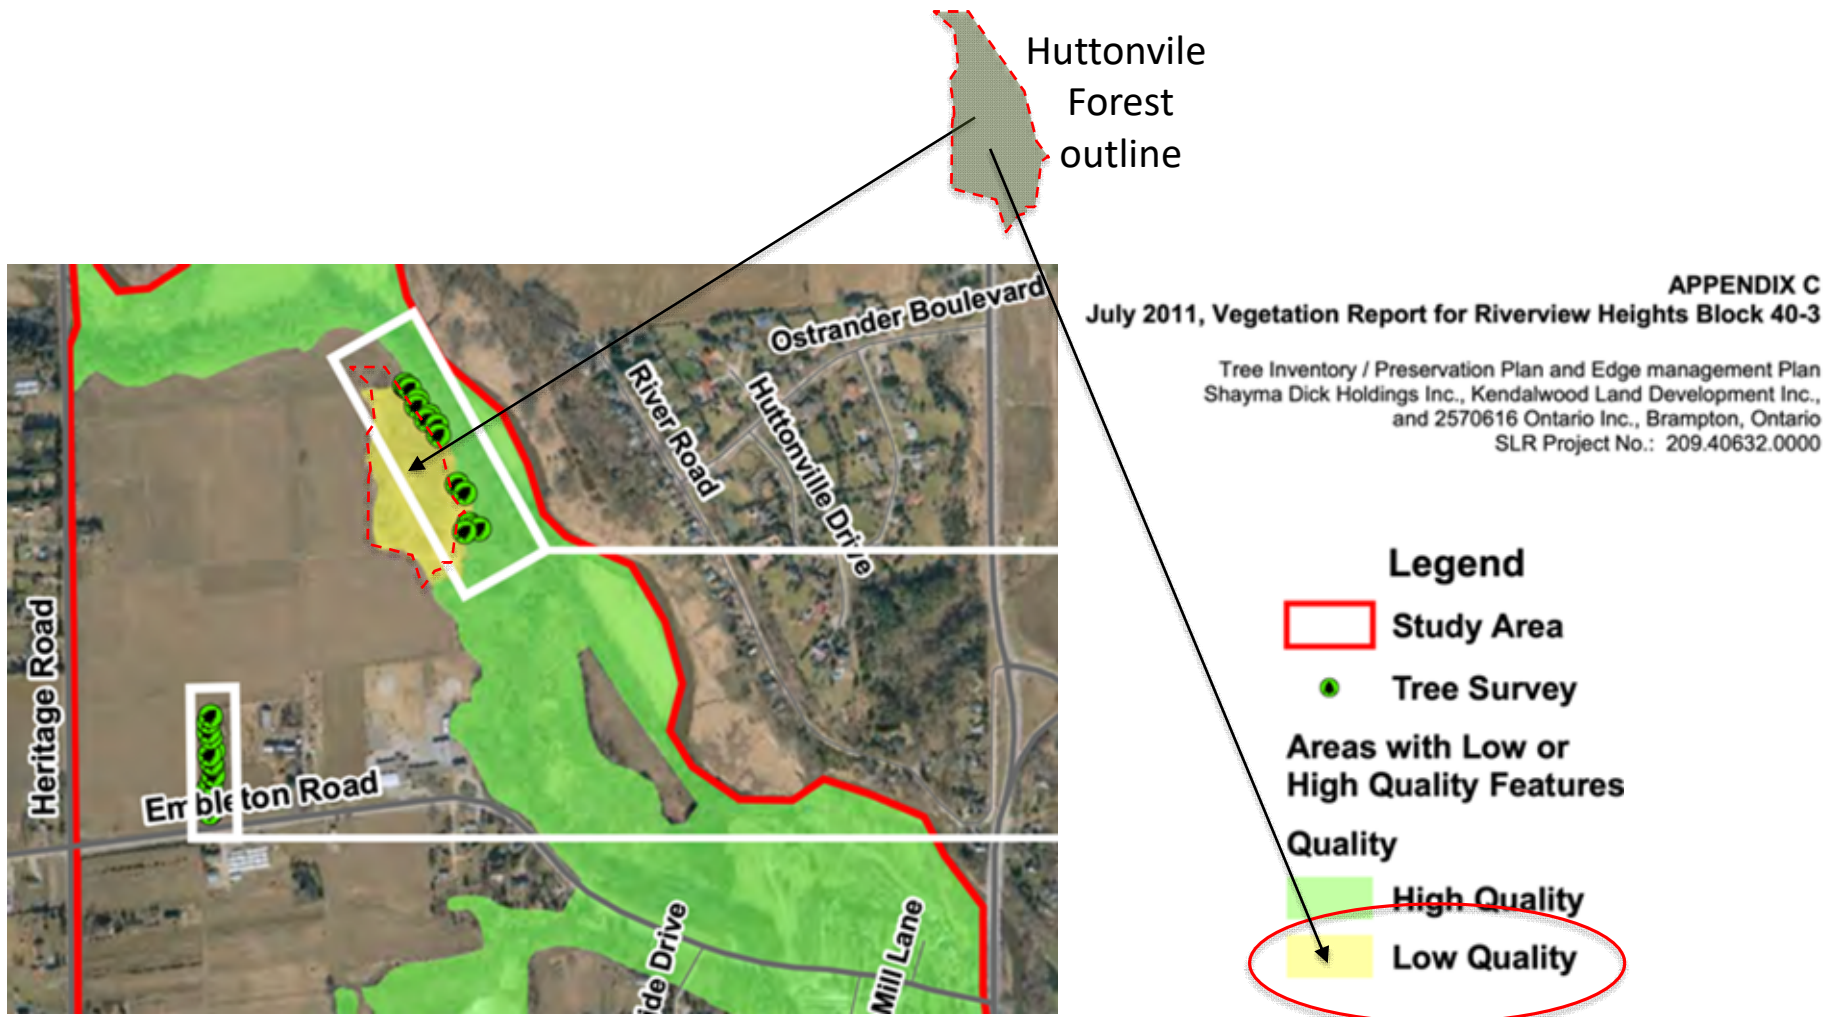 Huttonvile
Forest
outline
APPENDIX C
July 2011, Vegetation Report for Riverview Heights Block 40-3
Tree Inventory / Preservation Plan and Edge management Plan
Shayma Dick Holdings Inc., Kendalwood Land Development Inc.,
and 2570616 Ontario Inc., Brampton, Ontario
SLR Project No.: 209.40632.0000
Ostrander Boulevard
River Road
Huttonville Drive
Heritage Road
Embleton Road
ide Drive
Mill Lane
Legend
Study Area
Tree Survey
Areas with Low or
High Quality Features
Quality
High Quality
Low Quality